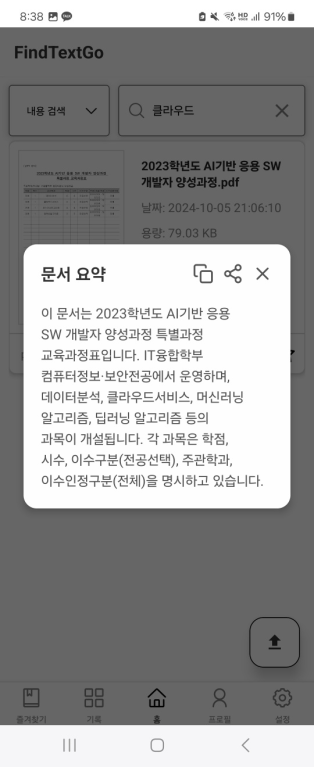 8:38
91%
FindTextGo
내용 검색
클라우드
2023학년도 AI기반 응용 SW
개발자 양성과정.pdf
날짜: 2024-10-05 21:06:10
용량: 79.03 KB
문서 요약
이 문서는 2023학년도 AI기반 응용
SW 개발자 양성과정 특별과정
교육과정표입니다. IT융합학부
컴퓨터정보·보안전공에서 운영하며,
데이터분석, 클라우드서비스, 머신러닝
알고리즘, 딥러닝 알고리즘 등의
과목이 개설됩니다. 각 과목은 학점,
시수, 이수구분(전공선택), 주관학과,
이수인정구분(전체)을 명시하고 있습니다.
즐겨찾기
기록
홈
프로필
설정